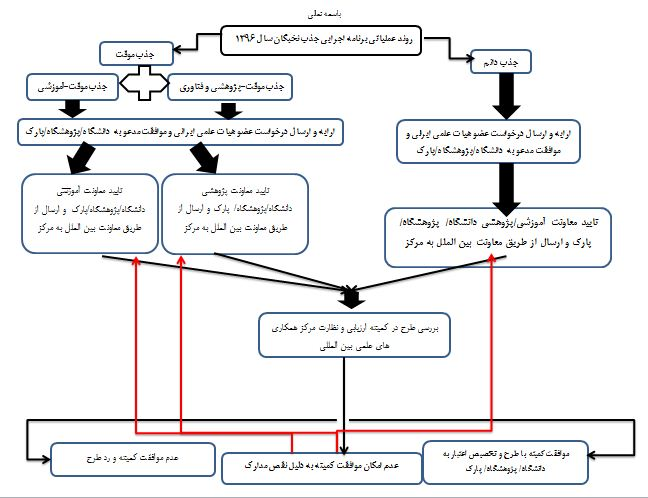 باسمه تعالی
روند عملیاتی برنامه اجرایی جذب نخبگان سال ۱۳۹۶
جذب موقت
جذب دائم
جذب موقت-پژوهشی و فناوری
جذب موقت-آموزشی
ارایه و ارسال درخواست عضو هیات علمی ایرانی و موافقت مدعو به دانشگاه/پژوهشگاه/پارک
ارایه و ارسال درخواست عضو هیات علمی ایرانی و
موافقت مدعو به دانشگاه/پژوهشگاه/پارک
تایید معاونت پژوهشی
دانشگاه/پژوهشگاه/ پارک و ارسال از
طریق معاونت بین الملل به مرکز
تایید معاونت آموزشی
دانشگاه/پژوهشگاه/پارک و ارسال از
طریق معاونت بین الملل به مرکز
تایید معاونت آموزشی/پژوهشی دانشگاه/ پژوهشگاه/
پارک و ارسال از طریق معاونت بین الملل به مرکز
بررسی طرح در کمیته ارزیابی و نظارت مرکز همکاری
های علمی بین المللی
موافقت کمیته با طرح و تخصیص اعتبار به
دانشگاه/ پژوهشگاه/ پارک
عدم امکان موافقت کمیته به دلیل نقص مدارک
عدم موافقت کمیته و رد طرح